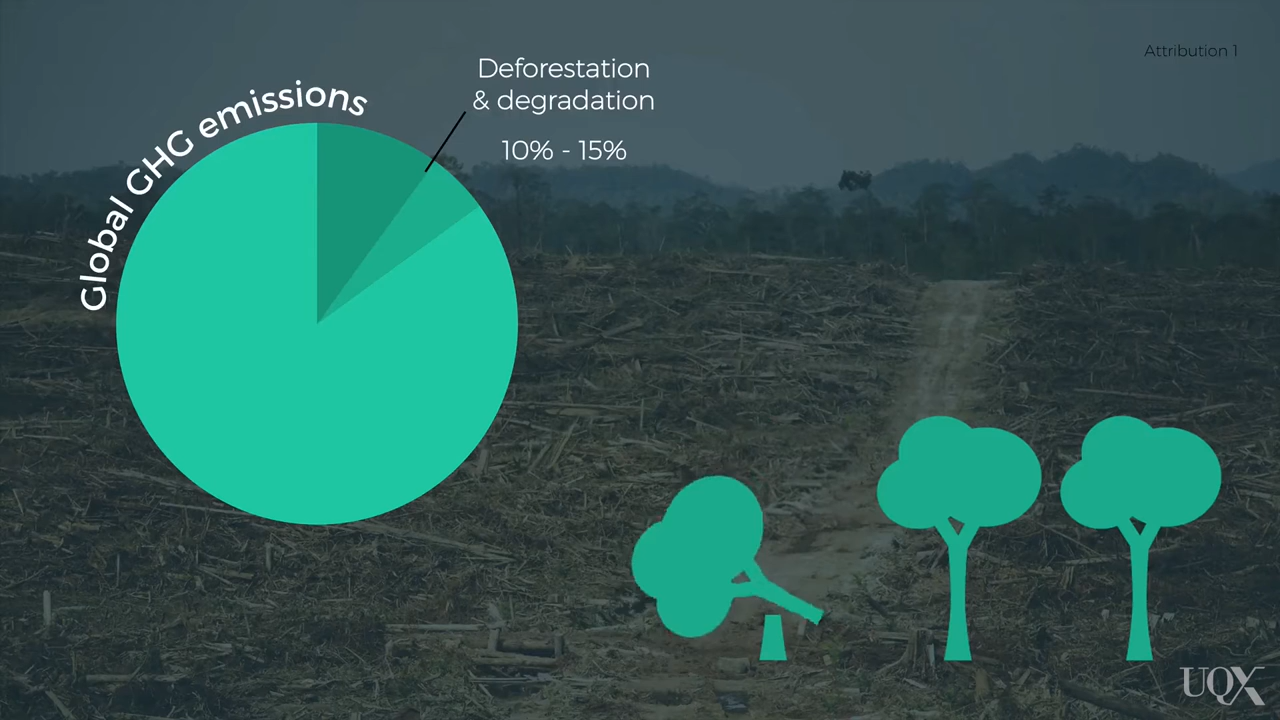 Attribution 1
Global GHG emissions
Deforestation
& degradation
10% - 15%
UQX